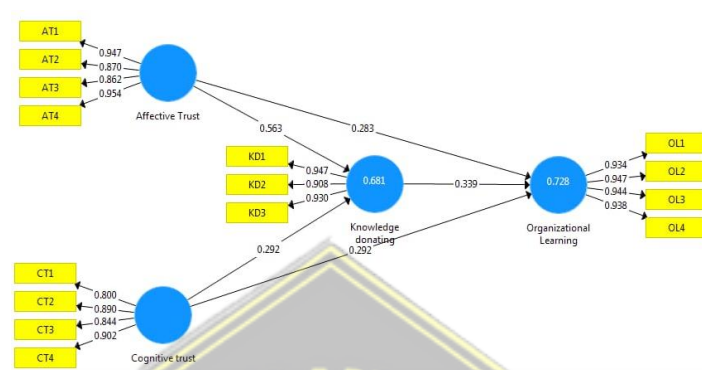 AT1
0.947
AT2
0.870
AT3
0.862
AT4
0.954
Affective Trust
0.563
0.283
KD1
0.947
KD2
0.908
KD3
0.930
0.681
Knowledge
donating
0.339
0.728
Organizational
Learning
0.934
OL1
0.947
OL2
0.944
OL3
0.938
OL4
0.292
0.292
CT1
0.800
CT2
0.890
CT3
0.844
CT4
0.902
Cognitive trust